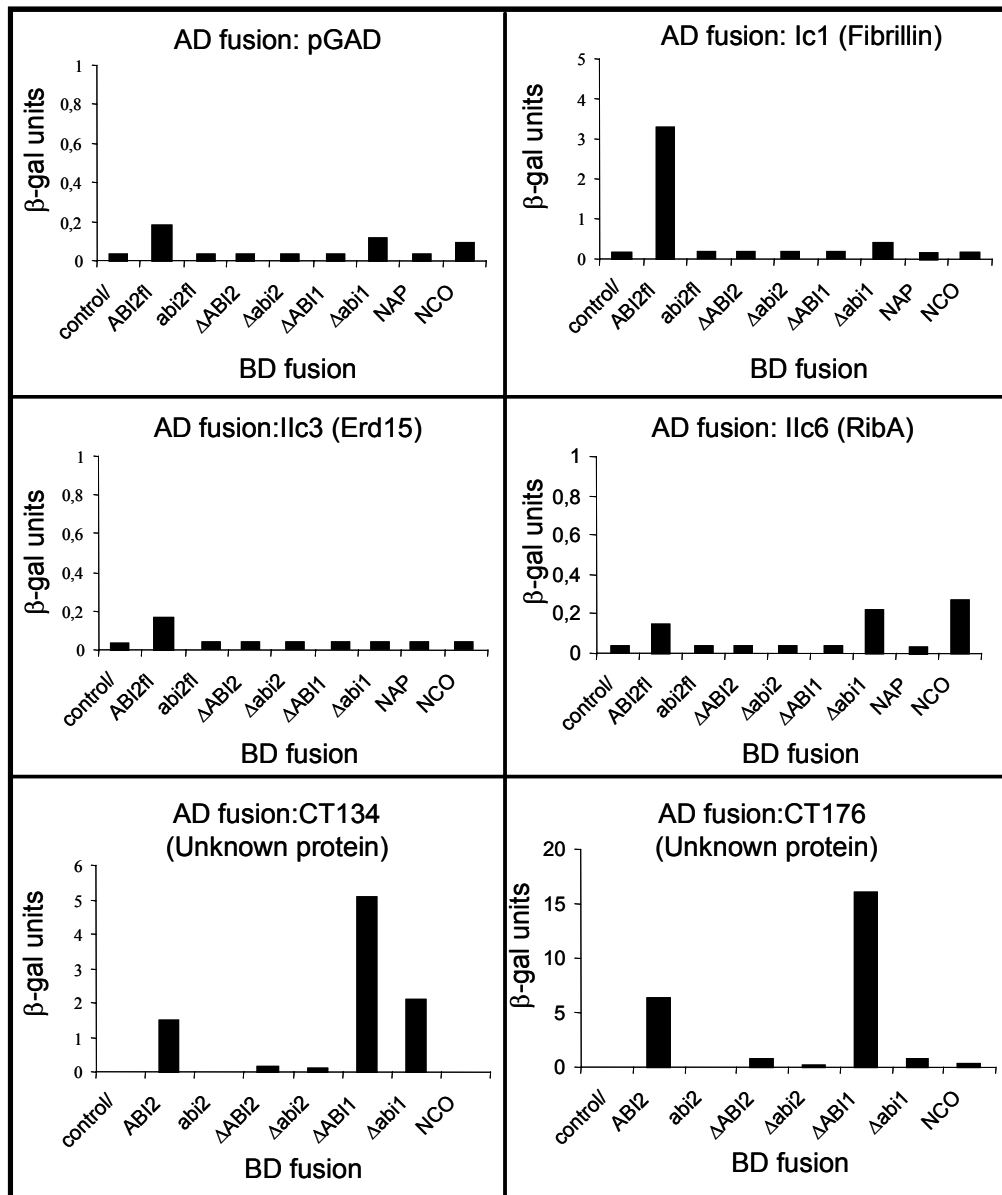 AD fusion: pGAD
β-gal units
1
0,8
0,6
0,4
0,2
0
control/ ABI2fl abi2fl ΔABI2 Δabi2 ΔABI1 Δabi1 NAP NCO
BD fusion
AD fusion: Ic1 (Fibrillin)
β-gal units
5
4
3
2
1
0
control/ ABI2fl abi2fl ΔABI2 Δabi2 ΔABI1 Δabi1 NAP NCO
BD fusion
AD fusion:IIc3 (Erd15)
β-gal units
1
0,8
0,6
0,4
0,2
0
control/ ABI2fl abi2fl ΔABI2 Δabi2 ΔABI1 Δabi1 NAP NCO
BD fusion
AD fusion: IIc6 (RibA)
β-gal units
1
0,8
0,6
0,4
0,2
0
control/ ABI2fl abi2fl ΔABI2 Δabi2 ΔABI1 Δabi1 NAP NCO
BD fusion
AD fusion:CT134
(Unknown protein)
β-gal units
6
5
4
3
2
1
0
control/ ABI2 abi2 ΔABI2 Δabi2 ΔABI1 Δabi1 NCO
BD fusion
AD fusion:CT176
(Unknown protein)
β-gal units
20
15
10
5
0
control/ ABI2 abi2 ΔABI2 Δabi2 ΔABI1 Δabi1 NCO
BD fusion